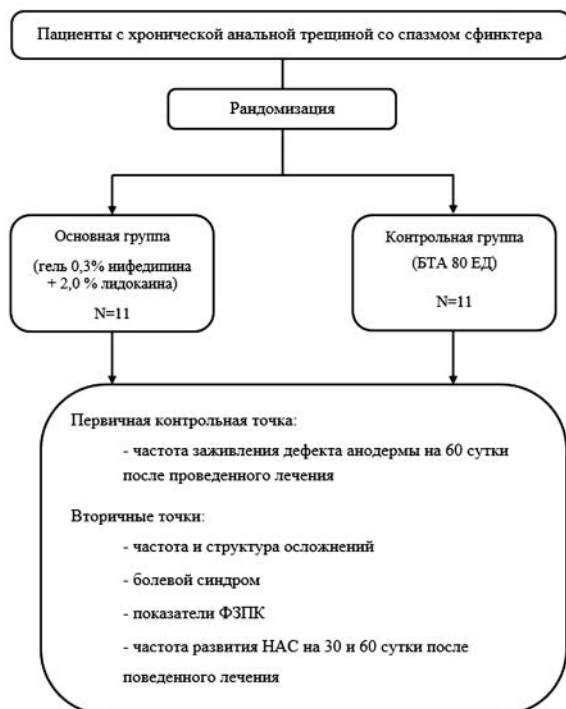 Пациенты с хронической анальной трещиной со спазмом сфинктера
Рандомизация
Основная группа
(гель 0,3% нифедипина
+ 2,0 % лидокаина)
N=11
Контрольная группа
(БТА 80 ЕД)
N=11
Первичная контрольная точка:
- частота заживления дефекта анодермы на 60 сутки
после проведенного лечения
Вторичные точки:
- частота и структура осложнений
- болевой синдром
- показатели ФЗПК
- частота развития НАС на 30 и 60 сутки после
поведенного лечения